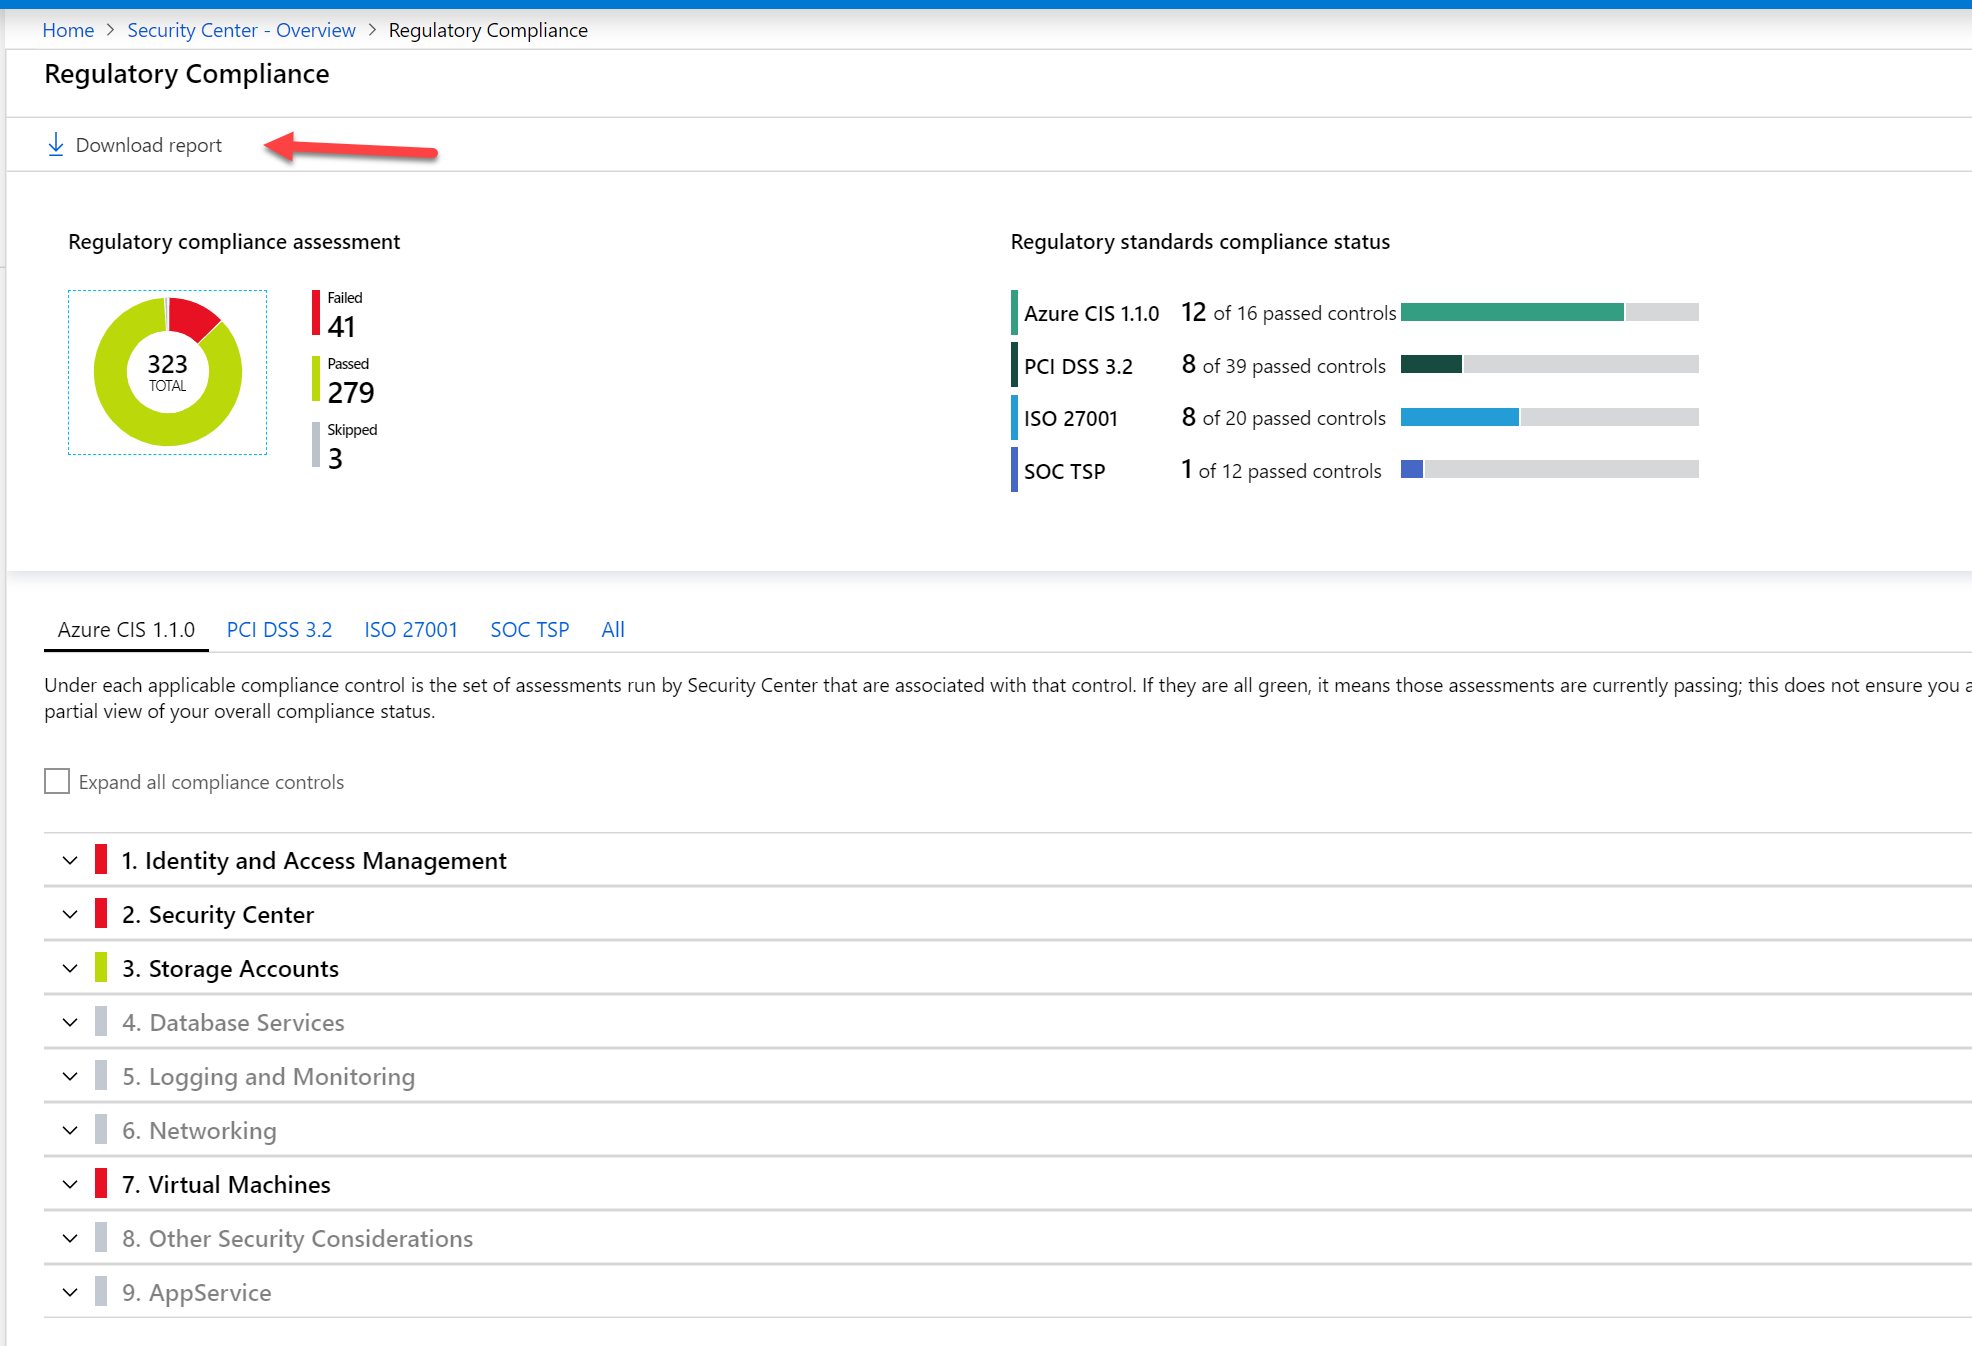 Home > Security Center - Overview > Regulatory Compliance
Regulatory Compliance
Download report
Regulatory compliance assessment
323
TOTAL
Failed
41
Passed
279
Skipped
3
Regulatory standards compliance status
Azure CIS 1.1.0 12 of 16 passed controls
PCI DSS 3.2 8 of 39 passed controls
ISO 27001 8 of 20 passed controls
SOC TSP 1 of 12 passed controls
Azure CIS 1.1.0 PCI DSS 3.2 ISO 27001 SOC TSP All
Under each applicable compliance control is the set of assessments run by Security Center that are associated with that control. If they are all green, it means those assessments are currently passing; this does not ensure you a
partial view of your overall compliance status.
Expand all compliance controls
1. Identity and Access Management
2. Security Center
3. Storage Accounts
4. Database Services
5. Logging and Monitoring
6. Networking
7. Virtual Machines
8. Other Security Considerations
9. AppService